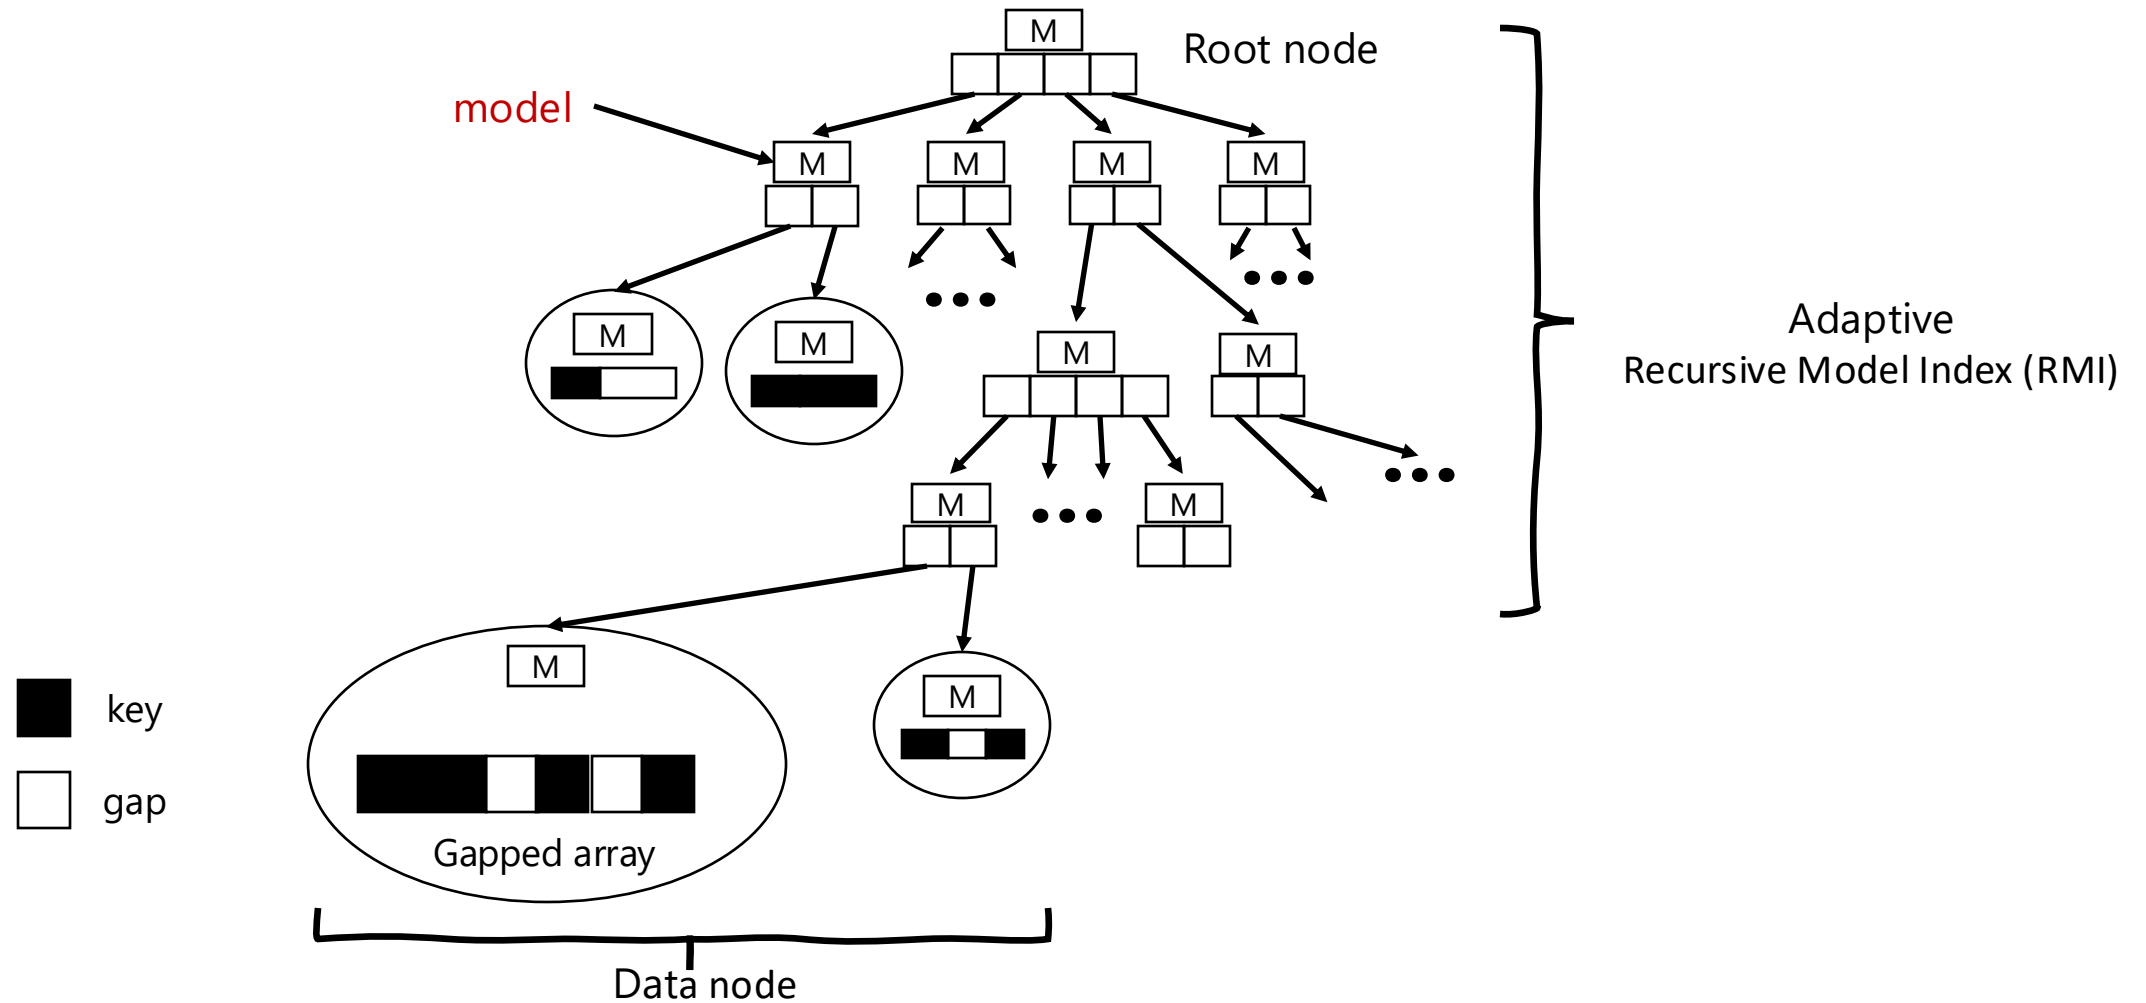 M
Root node
model
M
M
M
M
M
M
M
M
Adaptive
Recursive Model Index (RMI)
M
M
M
M
key
gap
Gapped array
Data node